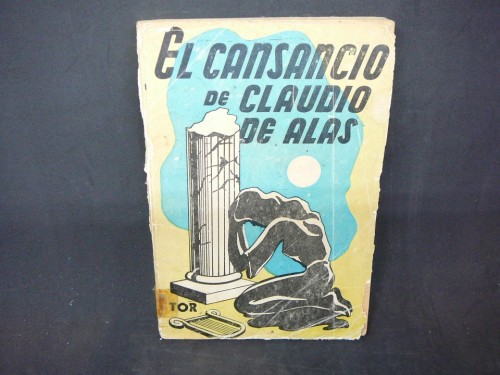 EL CANSANCIO
DE CLAUDIO
DE ALAS
TOR